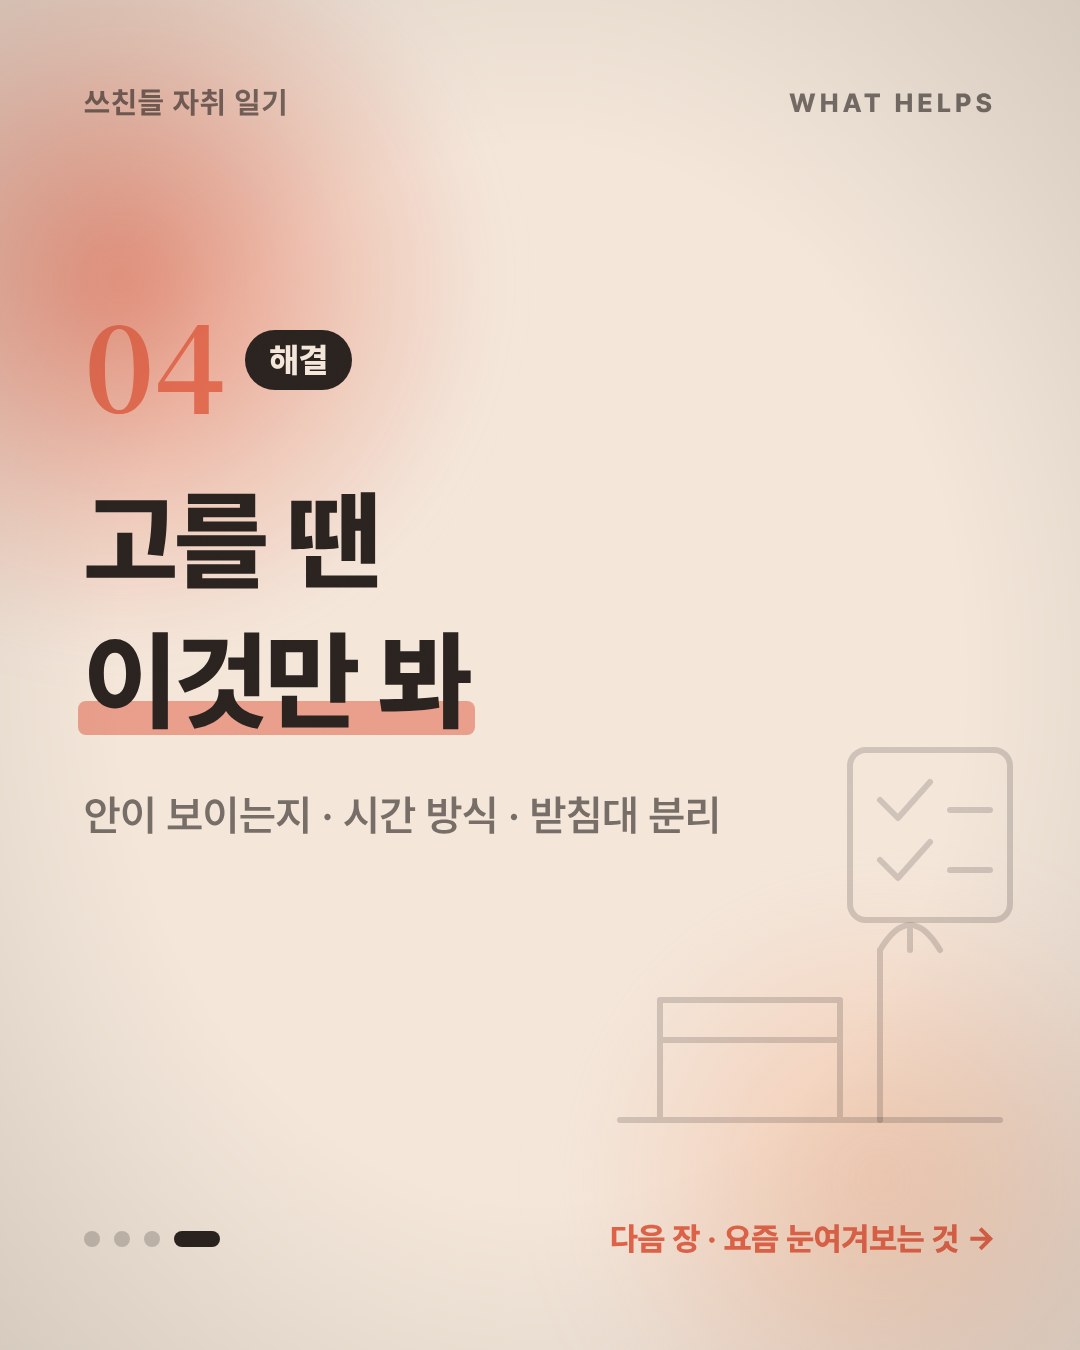 쓰친들 자취 일기
WHAT HELPS
04
해결
고를 땐
이것만 봐
안이 보이는지 · 시간 방식 · 받침대 분리
다음 장 · 요즘 눈여겨보는 것 →